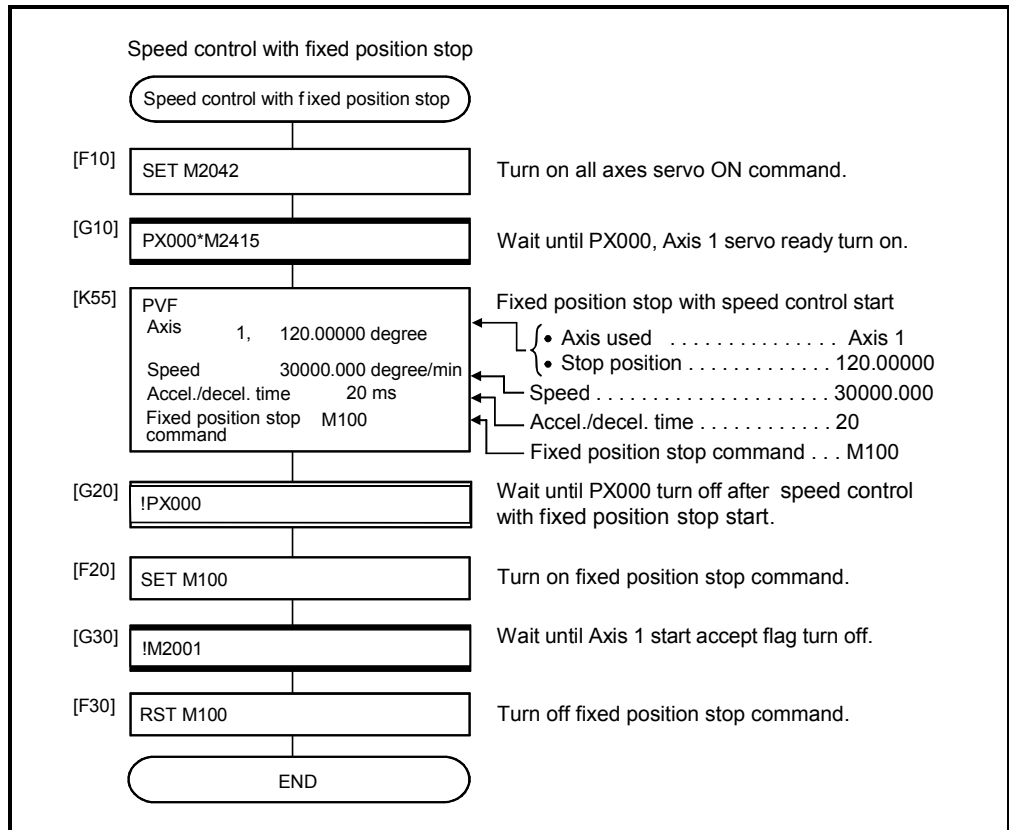 Speed control with fixed position stop
Speed control with fixed position stop
[F10]
SET M2042
Turn on all axes servo ON command.
[G10]
PX000*M2415
Wait until PX000, Axis 1 servo ready turn on.
[K55]
PVF
Axis 1, 120.00000 degree
Speed 30000.000 degree/min
Accel./decel. time 20 ms
Fixed position stop M100
command
Fixed position stop with speed control start
• Axis used . . . . . . . . . . . . . . . Axis 1
• Stop position . . . . . . . . . . . . . 120.00000
Speed . . . . . . . . . . . . . . . . . . . . . 30000.000
Accel./decel. time . . . . . . . . . . . . 20
Fixed position stop command . . . M100
[G20]
!PX000
Wait until PX000 turn off after speed control
with fixed position stop start.
[F20]
SET M100
Turn on fixed position stop command.
[G30]
!M2001
Wait until Axis 1 start accept flag turn off.
[F30]
RST M100
Turn off fixed position stop command.
END